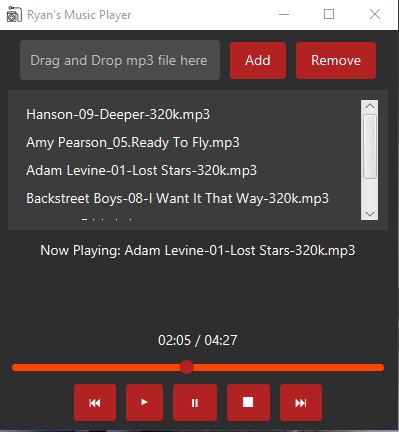 Ryan's Music Player
Drag and Drop mp3 file here
Add
Remove
Hanson-09-Deeper-320k.mp3
Amy Pearson_05.Ready To Fly.mp3
Adam Levine-01-Lost Stars-320k.mp3
Backstreet Boys-08-I Want It That Way-320k.mp3
Now Playing: Adam Levine-01-Lost Stars-320k.mp3
02:05 / 04:27